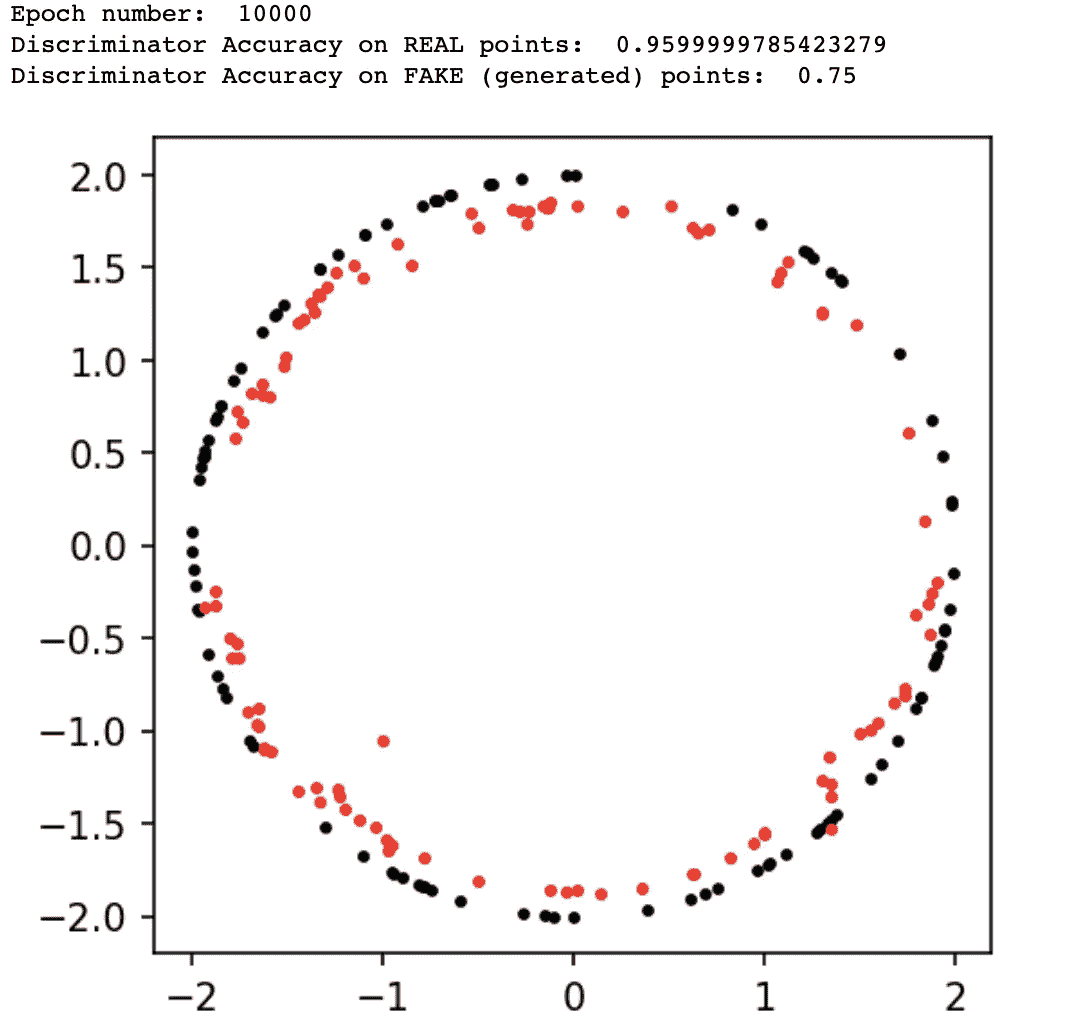 Epoch number:  10000
Discriminator Accuracy on REAL points:  0.9599999785423279
Discriminator Accuracy on FAKE (generated) points:  0.75
2.0
1.5
1.0
0.5
0.0
−0.5
−1.0
−1.5
−2.0
−2 −1 0 1 2